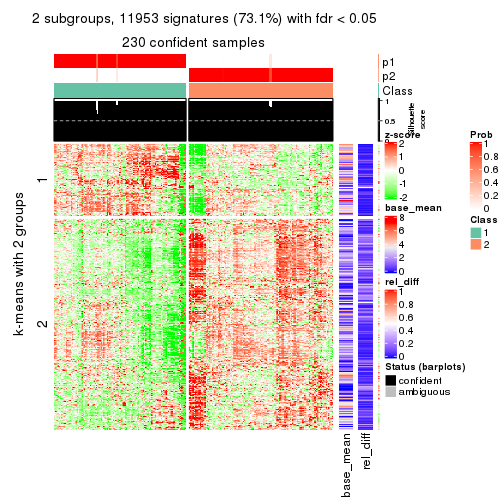 2 subgroups, 11953 signatures (73.1%) with fdr < 0.05
230 confident samples
p1
p2
Class
1
0.5
Silhouette
score
k-means with 2 groups
1
2
z-score
2
1
0
-1
-2
base_mean
8
6
4
2
0
rel_diff
1
0.8
0.6
0.4
0.2
0
Status (barplots)
confident
ambiguous
Prob
1
0.8
0.6
0.4
0.2
0
Class
1
2
base_mean
rel_diff